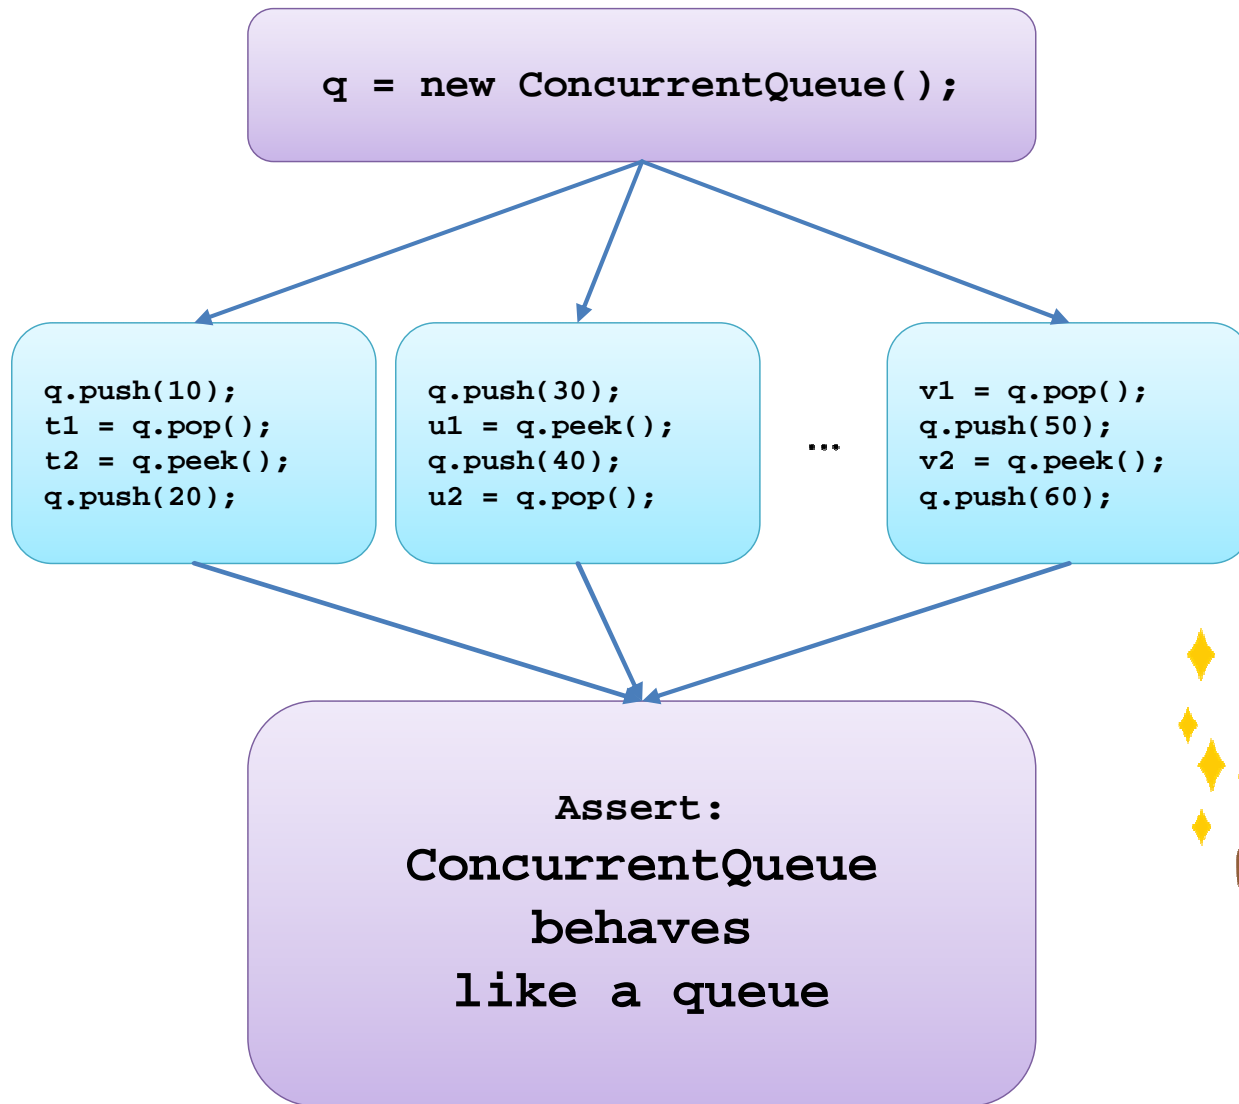 q = new ConcurrentQueue();
q.push(10);
t1 = q.pop();
t2 = q.peek();
q.push(20);
q.push(30);
u1 = q.peek();
q.push(40);
u2 = q.pop();
...
v1 = q.pop();
q.push(50);
v2 = q.peek();
q.push(60);
Assert:
ConcurrentQueue
behaves
like a queue